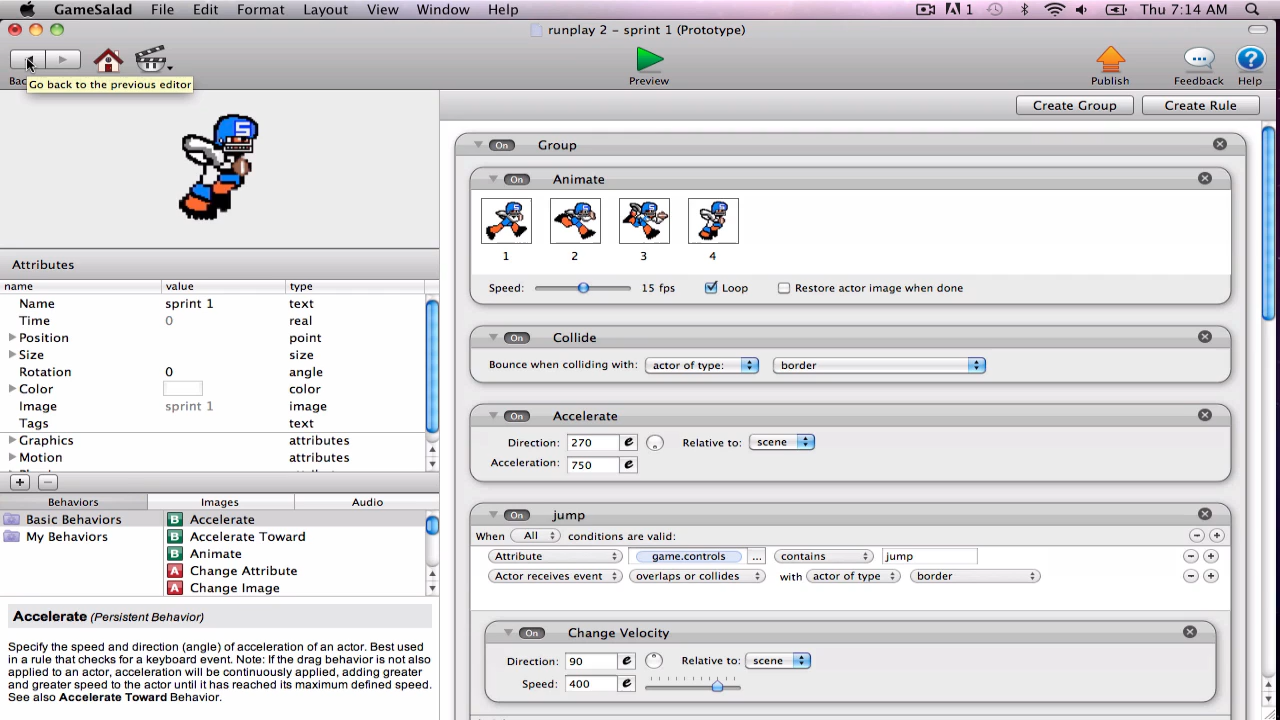 GameSalad File Edit Format Layout View Window Help 1 Thu 7:14 AM
runplay 2 – sprint 1 (Prototype)
Bac
Go back to the previous editor
Preview
Publish Feedback Help
Create Group Create Rule
S
Attributes
name value type
Name sprint 1 text
Time 0 real
Position point
Size size
Rotation 0 angle
Color color
Image sprint 1 image
Tags text
Graphics attributes
Motion attributes
Behaviors Images Audio
Basic Behaviors
My Behaviors
B Accelerate
B Accelerate Toward
B Animate
A Change Attribute
A Change Image
Accelerate (Persistent Behavior)
Specify the speed and direction (angle) of acceleration of an actor. Best used
in a rule that checks for a keyboard event. Note: If the drag behavior is not also
applied to an actor, acceleration will be continuously applied, adding greater
and greater speed to the actor until it has reached its maximum defined speed.
See also Accelerate Toward Behavior.
On Group
On Animate
1 2 3 4
Speed: 15 fps Loop Restore actor image when done
On Collide
Bounce when colliding with: actor of type: border
On Accelerate
Direction: 270 e Relative to: scene
Acceleration: 750 e
On jump
When All conditions are valid:
Attribute game.controls ... contains jump
Actor receives event overlaps or collides with actor of type border
On Change Velocity
Direction: 90 e Relative to: scene
Speed: 400 e